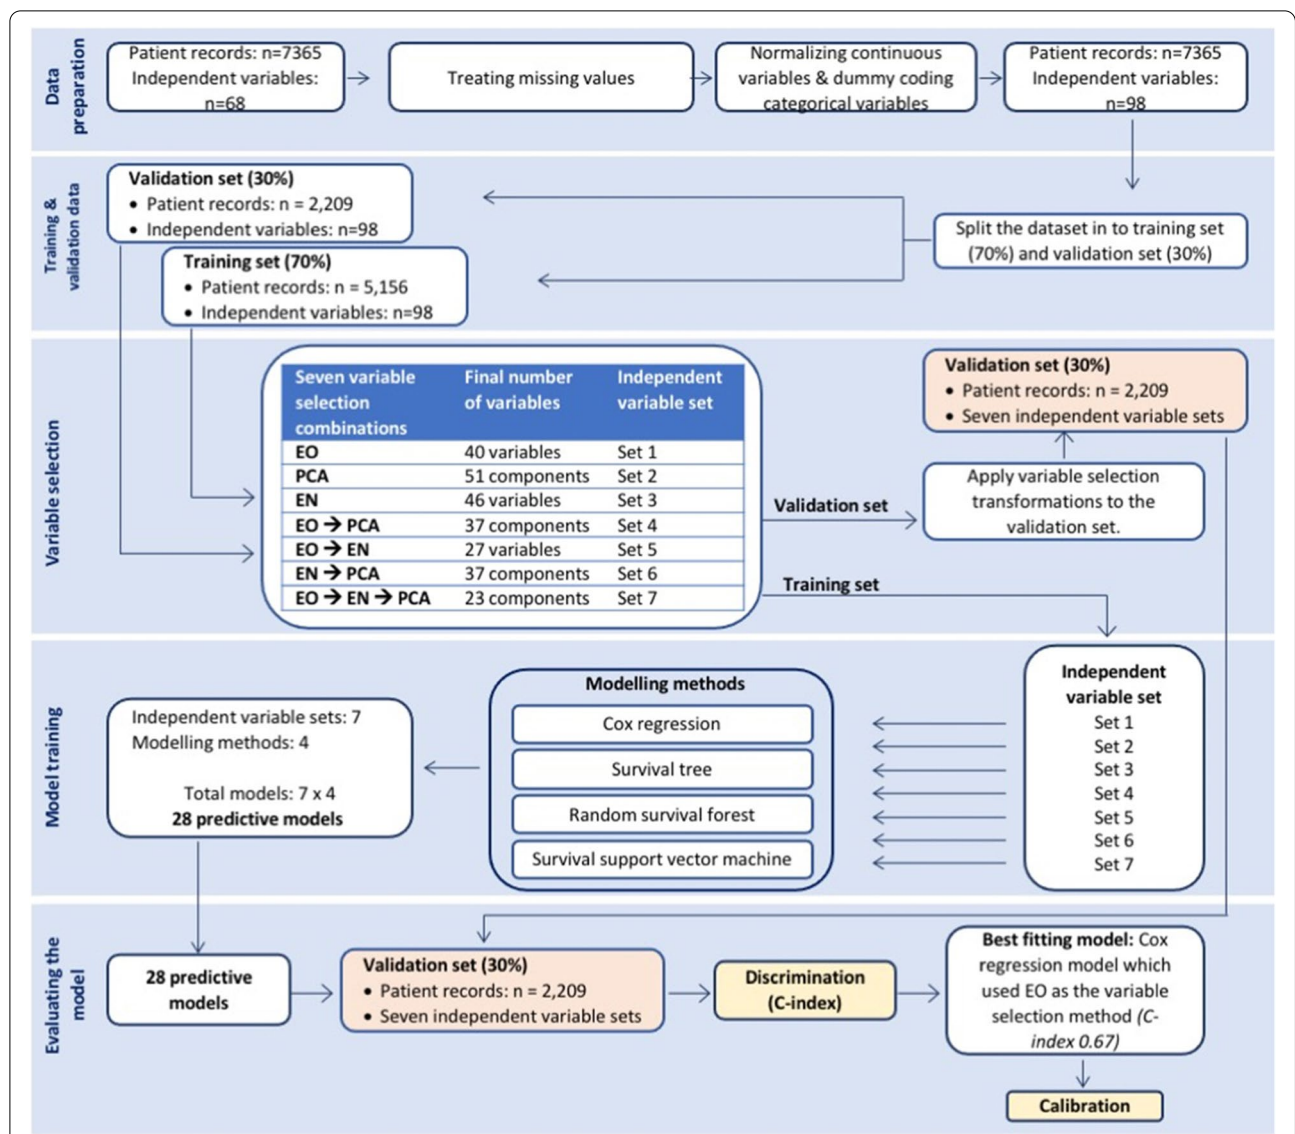 Data
preparation
Patient records: n=7365
Independent variables:
n=68
Treating missing values
Normalizing continuous
variables & dummy coding
categorical variables
Patient records: n=7365
Independent variables:
n=98
Training &
validation data
Validation set (30%)
• Patient records: n = 2,209
• Independent variables: n=98
Training set (70%)
• Patient records: n = 5,156
• Independent variables: n=98
Split the dataset in to training set
(70%) and validation set (30%)
Variable selection
Seven variable selection combinations Final number of variables Independent variable set
EO 40 variables Set 1
PCA 51 components Set 2
EN 46 variables Set 3
EO → PCA 37 components Set 4
EO → EN 27 variables Set 5
EN → PCA 37 components Set 6
EO → EN → PCA 23 components Set 7
Validation set
Training set
Validation set (30%)
• Patient records: n = 2,209
• Seven independent variable sets
Apply variable selection
transformations to the
validation set.
Model training
Independent
variable set
Set 1
Set 2
Set 3
Set 4
Set 5
Set 6
Set 7
Modelling methods
Cox regression
Survival tree
Random survival forest
Survival support vector machine
Independent variable sets: 7
Modelling methods: 4
Total models: 7 x 4
28 predictive models
Evaluating the
model
28 predictive
models
Validation set (30%)
• Patient records: n = 2,209
• Seven independent variable sets
Discrimination
(C-index)
Best fitting model: Cox
regression model which
used EO as the variable
selection method (C-
index 0.67)
Calibration